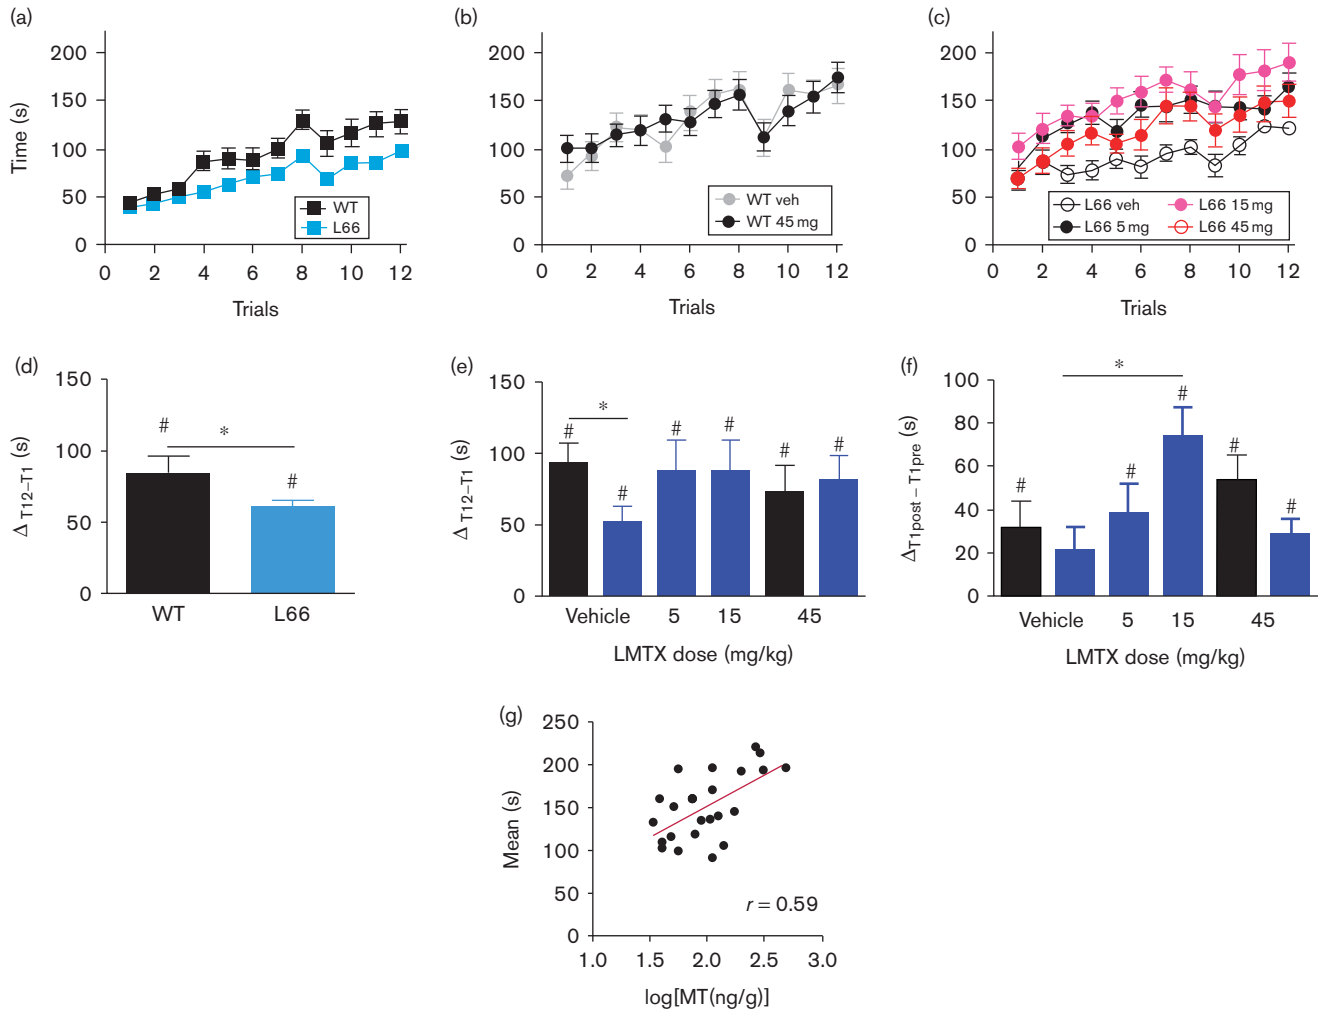 (a)
200
150
100
50
0
Time (s)
WT
L66
0 2 4 6 8 10 12
Trials
(b)
200
150
100
50
0
WT veh
WT 45 mg
0 2 4 6 8 10 12
Trials
(c)
200
150
100
50
0
L66 veh
L66 15 mg
L66 5 mg
L66 45 mg
0 2 4 6 8 10 12
Trials
(d)
150
100
50
0
Δ T12–T1 (s)
#
*
#
WT L66
(e)
150
100
50
0
Δ T12–T1 (s)
*
# # # # # #
Vehicle 5 15 45
LMTX dose (mg/kg)
(f)
100
80
60
40
20
0
ΔT1post – T1pre (s)
*
# # # # #
Vehicle 5 15 45
LMTX dose (mg/kg)
(g)
250
200
150
100
50
0
Mean (s)
r = 0.59
1.0 1.5 2.0 2.5 3.0
log[MT(ng/g)]